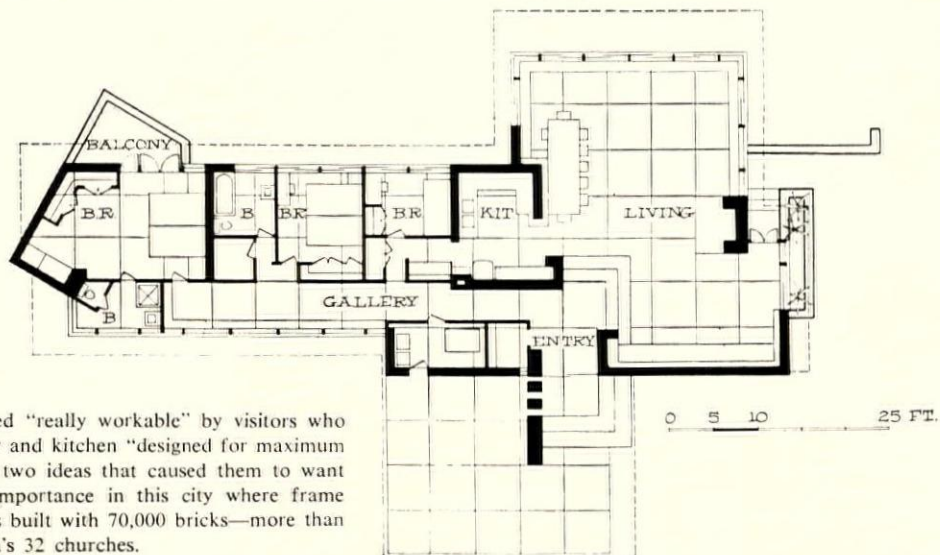 BALCONY
B.R
B
BR
BR
KIT
LIVING
B
GALLERY
ENTRY
0 5 10 25 FT.
ed “really workable” by visitors who
and kitchen “designed for maximum
two ideas that caused them to want
mportance in this city where frame
s built with 70,000 bricks—more than
's 32 churches.